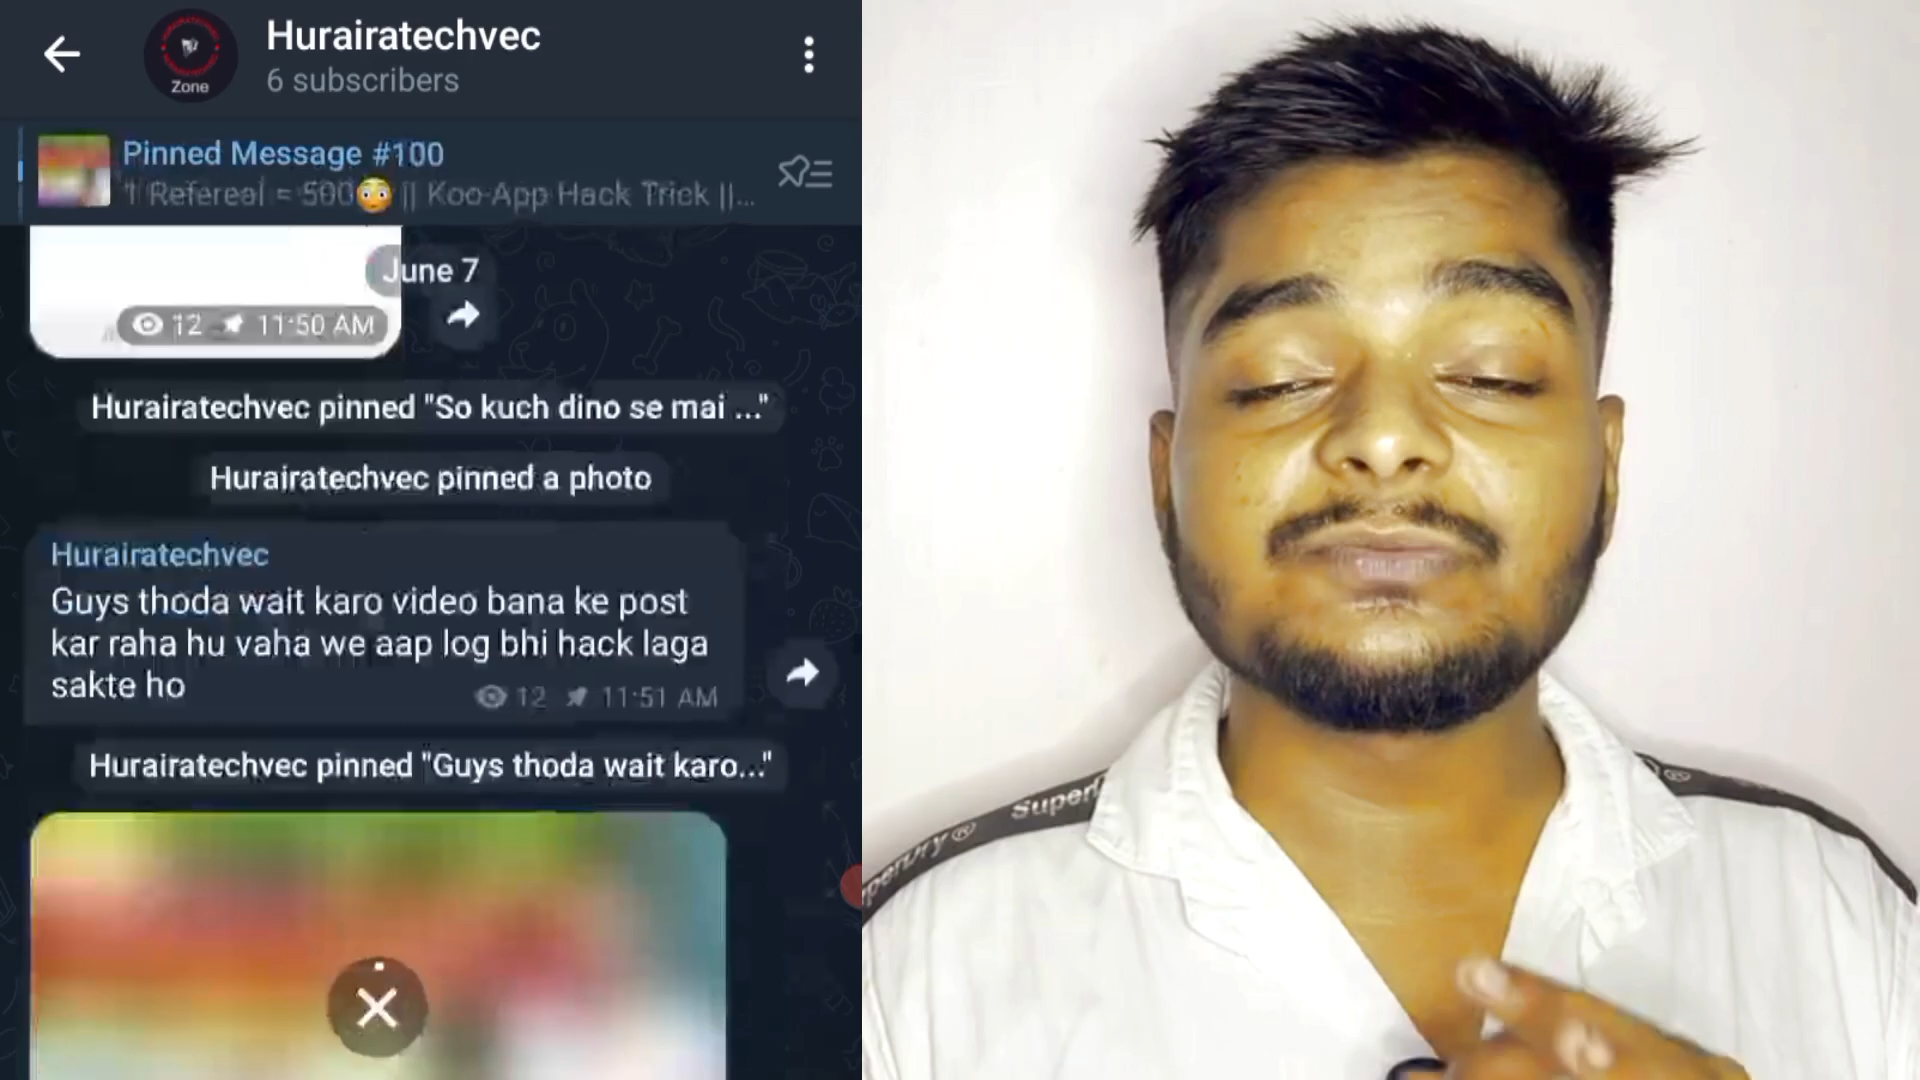 Hurairatechvec
6 subscribers
Zone
Pinned Message #100
1 Refereal = 500😳 || Koo App Hack Trick ||...
June 7
12 11:50 AM
Hurairatechvec pinned "So kuch dino se mai ..."
Hurairatechvec pinned a photo
Hurairatechvec
Guys thoda wait karo video bana ke post
kar raha hu vaha we aap log bhi hack laga
sakte ho
12 11:51 AM
Hurairatechvec pinned "Guys thoda wait karo..."
Superdry®